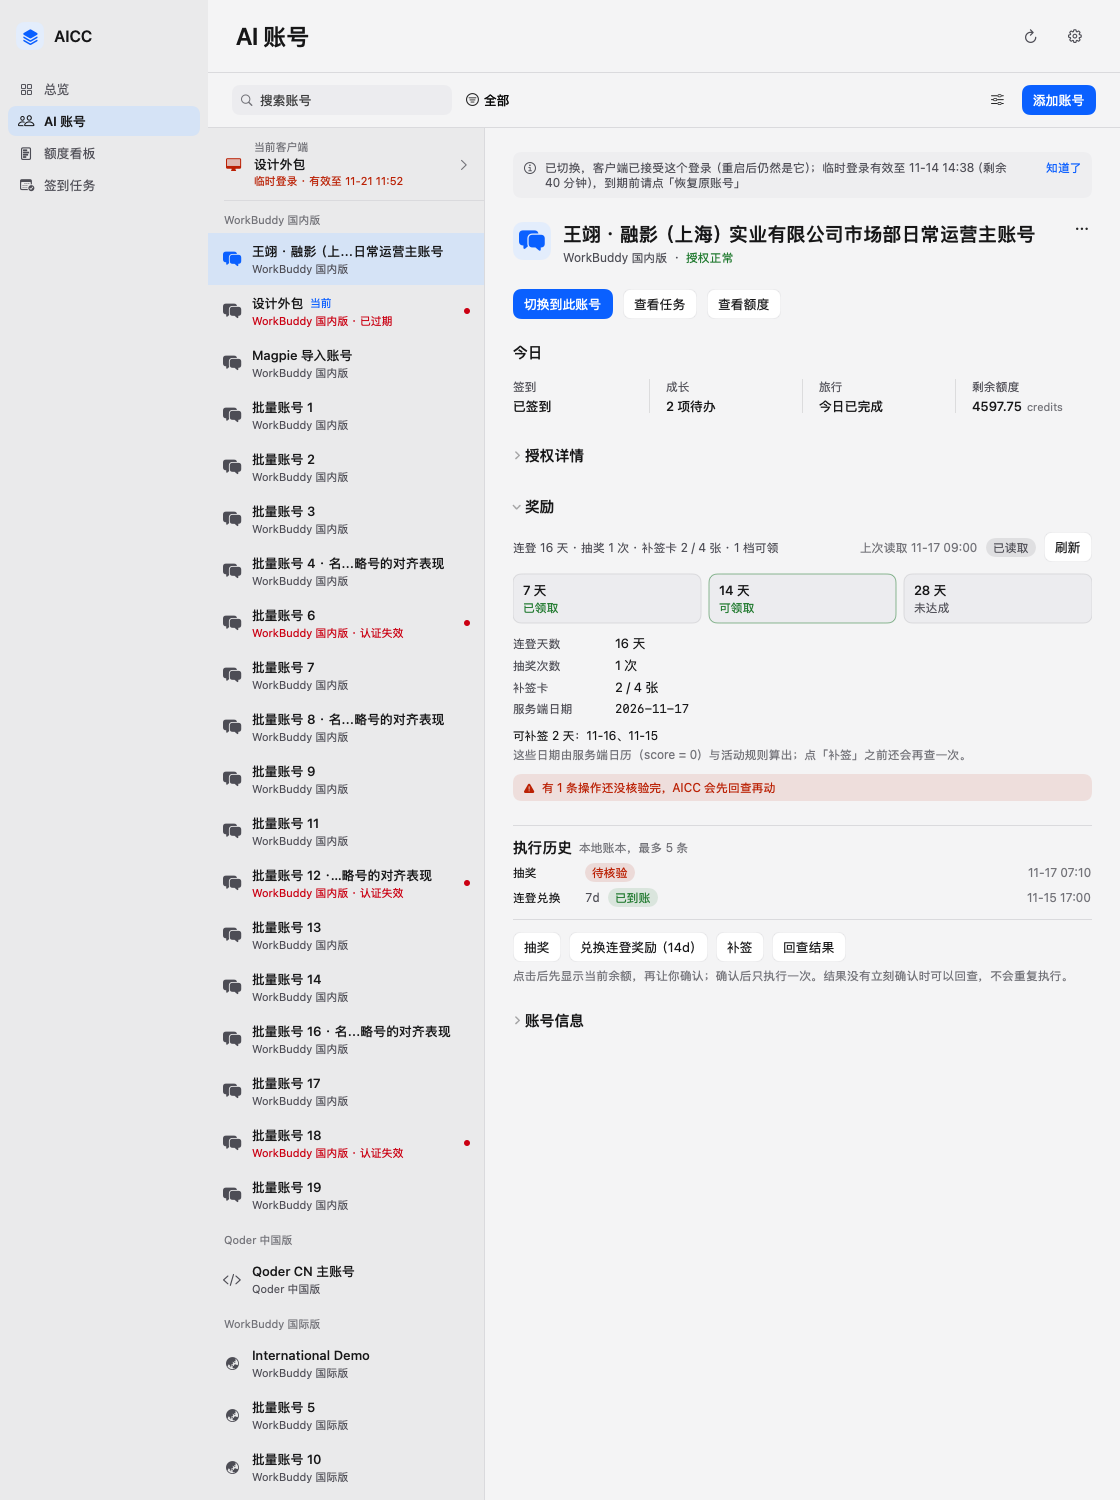 AICC
总览
AI 账号
额度看板
签到任务
AI 账号
搜索账号
全部
添加账号
当前客户端
设计外包
临时登录 · 有效至 11-21 11:52
WorkBuddy 国内版
王翊 · 融影（上...日常运营主账号
WorkBuddy 国内版
设计外包 当前
WorkBuddy 国内版 · 已过期
Magpie 导入账号
WorkBuddy 国内版
批量账号 1
WorkBuddy 国内版
批量账号 2
WorkBuddy 国内版
批量账号 3
WorkBuddy 国内版
批量账号 4 · 名...略号的对齐表现
WorkBuddy 国内版
批量账号 6
WorkBuddy 国内版 · 认证失效
批量账号 7
WorkBuddy 国内版
批量账号 8 · 名...略号的对齐表现
WorkBuddy 国内版
批量账号 9
WorkBuddy 国内版
批量账号 11
WorkBuddy 国内版
批量账号 12 ·...略号的对齐表现
WorkBuddy 国内版 · 认证失效
批量账号 13
WorkBuddy 国内版
批量账号 14
WorkBuddy 国内版
批量账号 16 · 名...略号的对齐表现
WorkBuddy 国内版
批量账号 17
WorkBuddy 国内版
批量账号 18
WorkBuddy 国内版 · 认证失效
批量账号 19
WorkBuddy 国内版
Qoder 中国版
Qoder CN 主账号
Qoder 中国版
WorkBuddy 国际版
International Demo
WorkBuddy 国际版
批量账号 5
WorkBuddy 国际版
批量账号 10
WorkBuddy 国际版
已切换，客户端已接受这个登录（重启后仍然是它）；临时登录有效至 11-14 14:38（剩余
40 分钟），到期前请点「恢复原账号」
知道了
王翊 · 融影（上海）实业有限公司市场部日常运营主账号
WorkBuddy 国内版 · 授权正常
切换到此账号
查看任务
查看额度
今日
签到
已签到
成长
2 项待办
旅行
今日已完成
剩余额度
4597.75 credits
授权详情
奖励
连登 16 天 · 抽奖 1 次 · 补签卡 2 / 4 张 · 1 档可领
上次读取 11-17 09:00 已读取 刷新
7 天
已领取
14 天
可领取
28 天
未达成
连登天数 16 天
抽奖次数 1 次
补签卡 2 / 4 张
服务端日期 2026-11-17
可补签 2 天：11-16、11-15
这些日期由服务端日历（score = 0）与活动规则算出；点「补签」之前还会再查一次。
有 1 条操作还没核验完，AICC 会先回查再动
执行历史 本地账本，最多 5 条
抽奖 待核验 11-17 07:10
连登兑换 7d 已到账 11-15 17:00
抽奖
兑换连登奖励（14d）
补签
回查结果
点击后先显示当前余额，再让你确认；确认后只执行一次。结果没有立刻确认时可以回查，不会重复执行。
账号信息